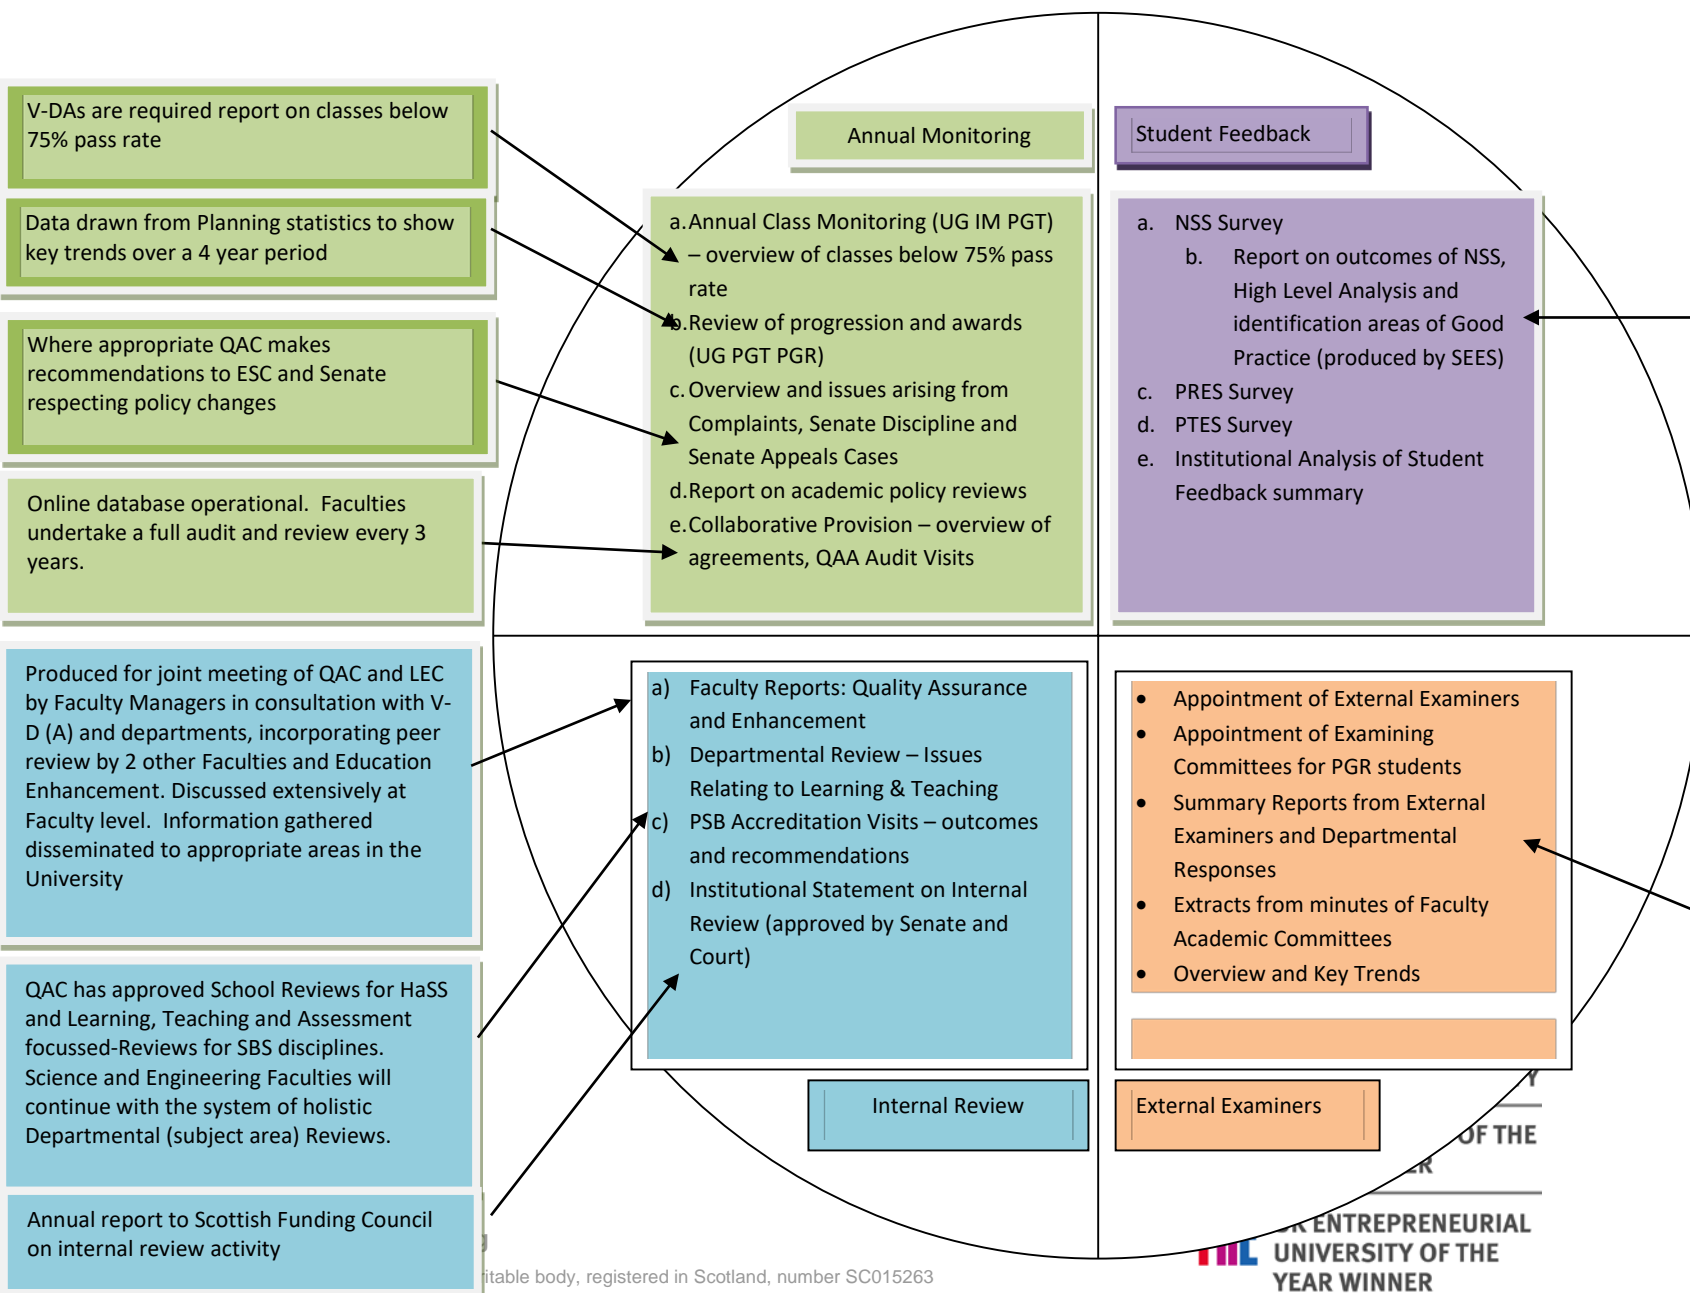 V-DAs are required report on classes below
75% pass rate
Data drawn from Planning statistics to show
key trends over a 4 year period
Where appropriate QAC makes
recommendations to ESC and Senate
respecting policy changes
Online database operational.  Faculties
undertake a full audit and review every 3
years.
Annual Monitoring
a.Annual Class Monitoring (UG IM PGT)
– overview of classes below 75% pass
rate
b.Review of progression and awards
(UG PGT PGR)
c.Overview and issues arising from
Complaints, Senate Discipline and
Senate Appeals Cases
d.Report on academic policy reviews
e.Collaborative Provision – overview of
agreements, QAA Audit Visits
Student Feedback
a. NSS Survey
b. Report on outcomes of NSS,
High Level Analysis and
identification areas of Good
Practice (produced by SEES)
c. PRES Survey
d. PTES Survey
e. Institutional Analysis of Student
Feedback summary
Produced for joint meeting of QAC and LEC
by Faculty Managers in consultation with V-
D (A) and departments, incorporating peer
review by 2 other Faculties and Education
Enhancement. Discussed extensively at
Faculty level.  Information gathered
disseminated to appropriate areas in the
University
QAC has approved School Reviews for HaSS
and Learning, Teaching and Assessment
focussed-Reviews for SBS disciplines.
Science and Engineering Faculties will
continue with the system of holistic
Departmental (subject area) Reviews.
Annual report to Scottish Funding Council
on internal review activity
a) Faculty Reports: Quality Assurance
and Enhancement
b) Departmental Review – Issues
Relating to Learning & Teaching
c) PSB Accreditation Visits – outcomes
and recommendations
d) Institutional Statement on Internal
Review (approved by Senate and
Court)
Internal Review
• Appointment of External Examiners
• Appointment of Examining
Committees for PGR students
• Summary Reports from External
Examiners and Departmental
Responses
• Extracts from minutes of Faculty
Academic Committees
• Overview and Key Trends
External Examiners
OF THE
ENTREPRENEURIAL
UNIVERSITY OF THE
YEAR WINNER
body, registered in Scotland, number SC015263